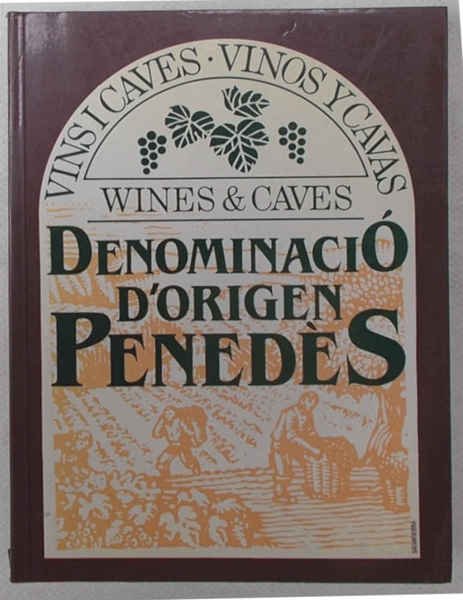 VINS I CAVES · VINOS Y CAVAS
WINES & CAVES
DENOMINACIÓ
D'ORIGEN
PENEDÈS